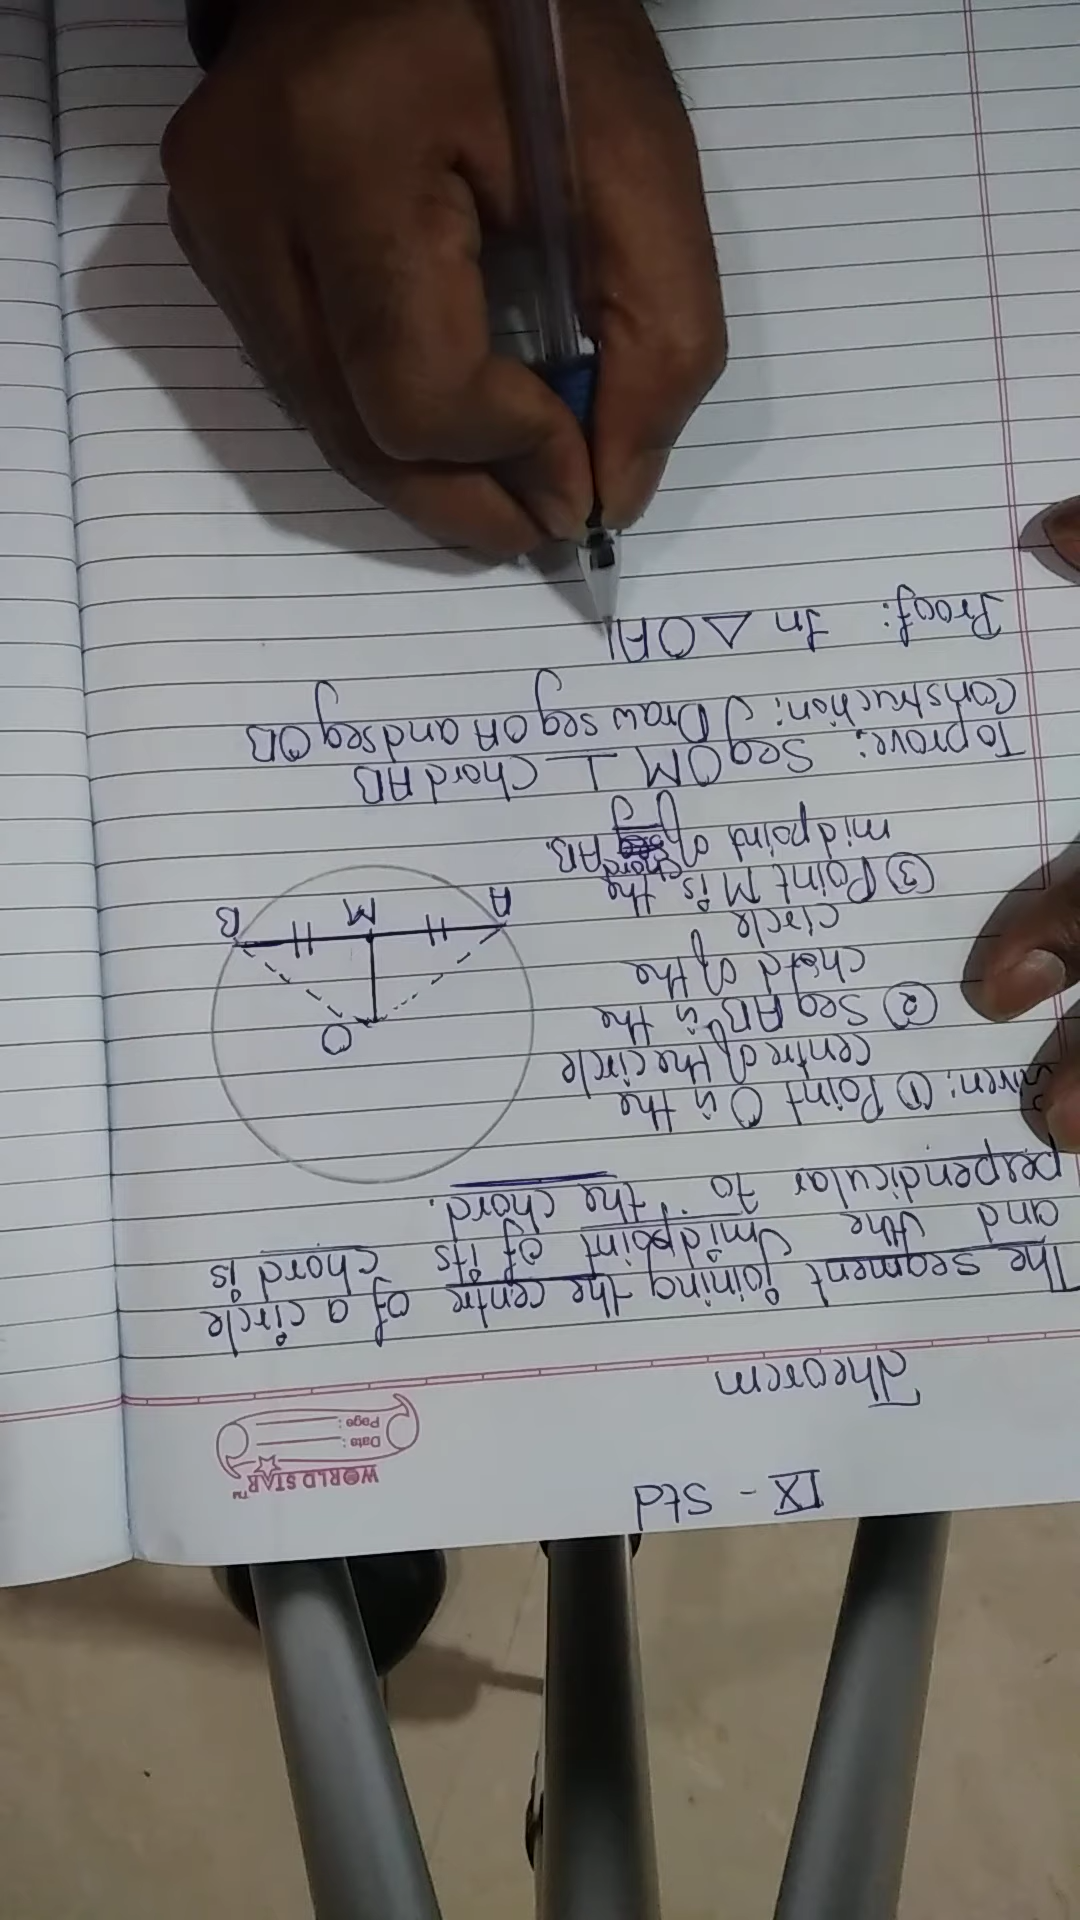 IX - Std
WORLD STAR™
Date:
Page:
Theorem
The segment joining the centre of a circle
and the midpoint of its chord is
perpendicular to the chord.
Given: ① Point O is the
centre of the circle
② Seg AB is the
chord of the
circle
③ Point M is the
midpoint of chord AB.
O
A
M
B
To prove: Seg OM ⊥ Chord AB
Construction: Draw seg OA and seg OB
Proof: In △ OA